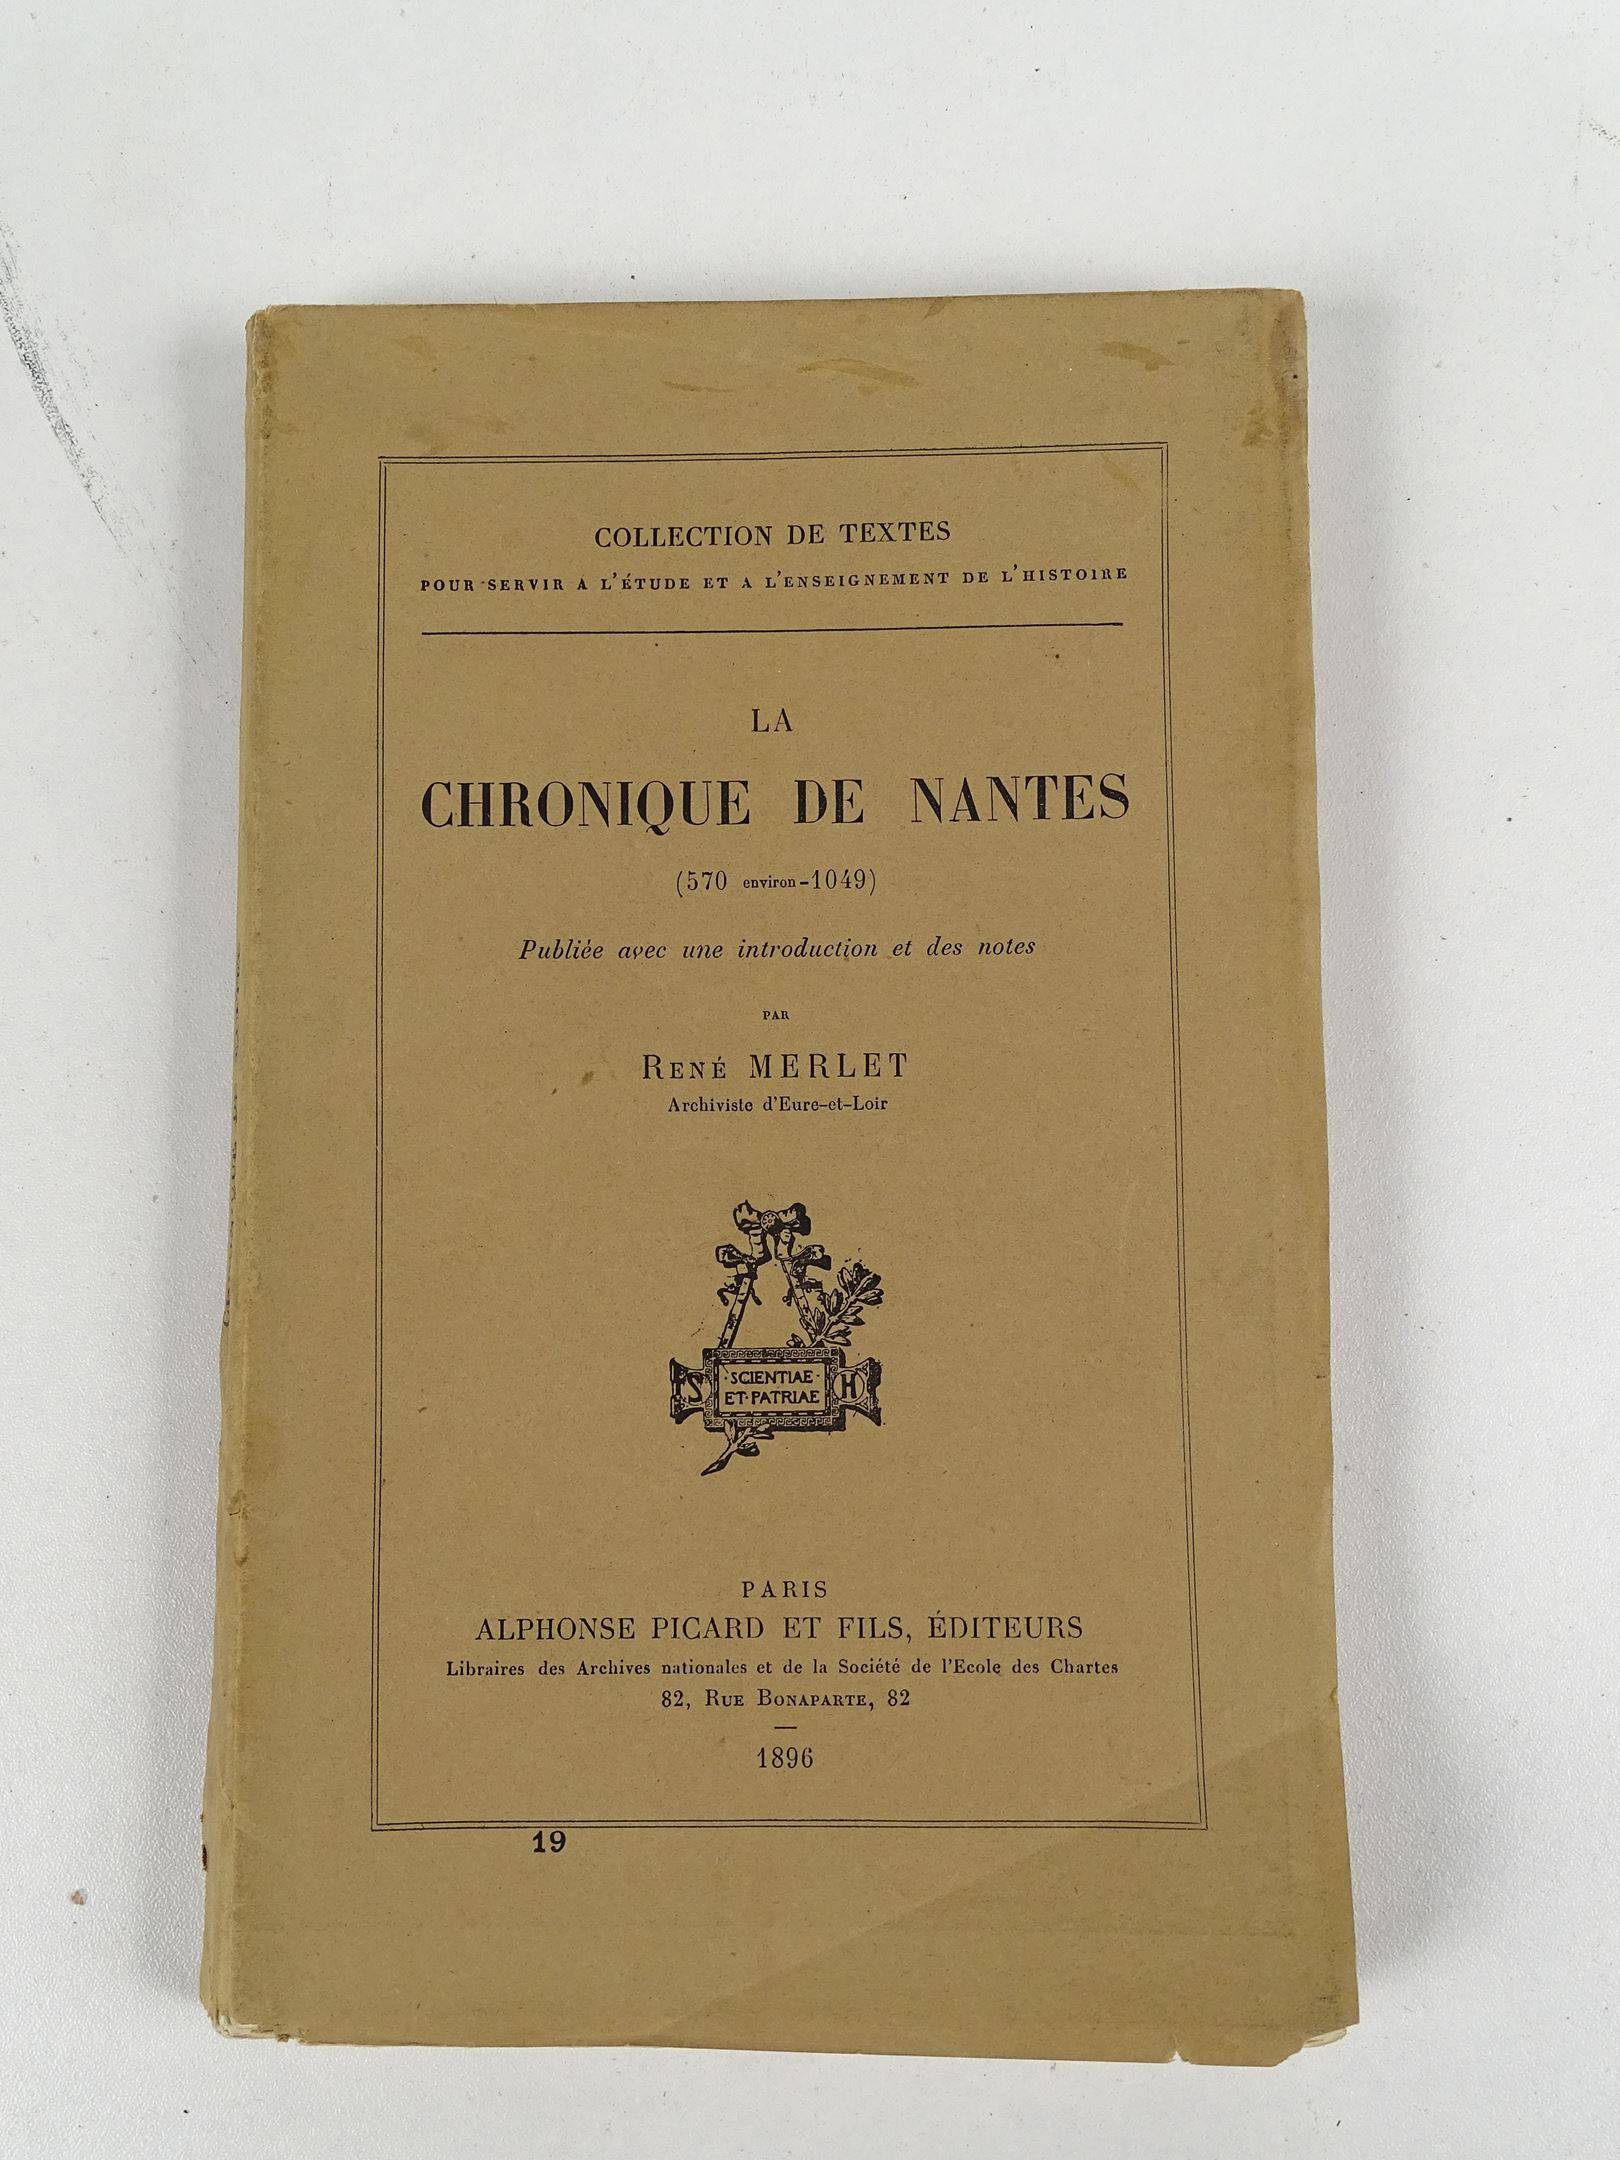 COLLECTION DE TEXTES
POUR SERVIR A L'ÉTUDE ET A L'ENSEIGNEMENT DE L'HISTOIRE
LA
CHRONIQUE DE NANTES
(570 environ-1049)
Publiée avec une introduction et des notes
PAR
RENÉ MERLET
Archiviste d'Eure-et-Loir
S
SCIENTIAE
ET PATRIAE
H
PARIS
ALPHONSE PICARD ET FILS, ÉDITEURS
Libraires des Archives nationales et de la Société de l'Ecole des Chartes
82, RUE BONAPARTE, 82
1896
19